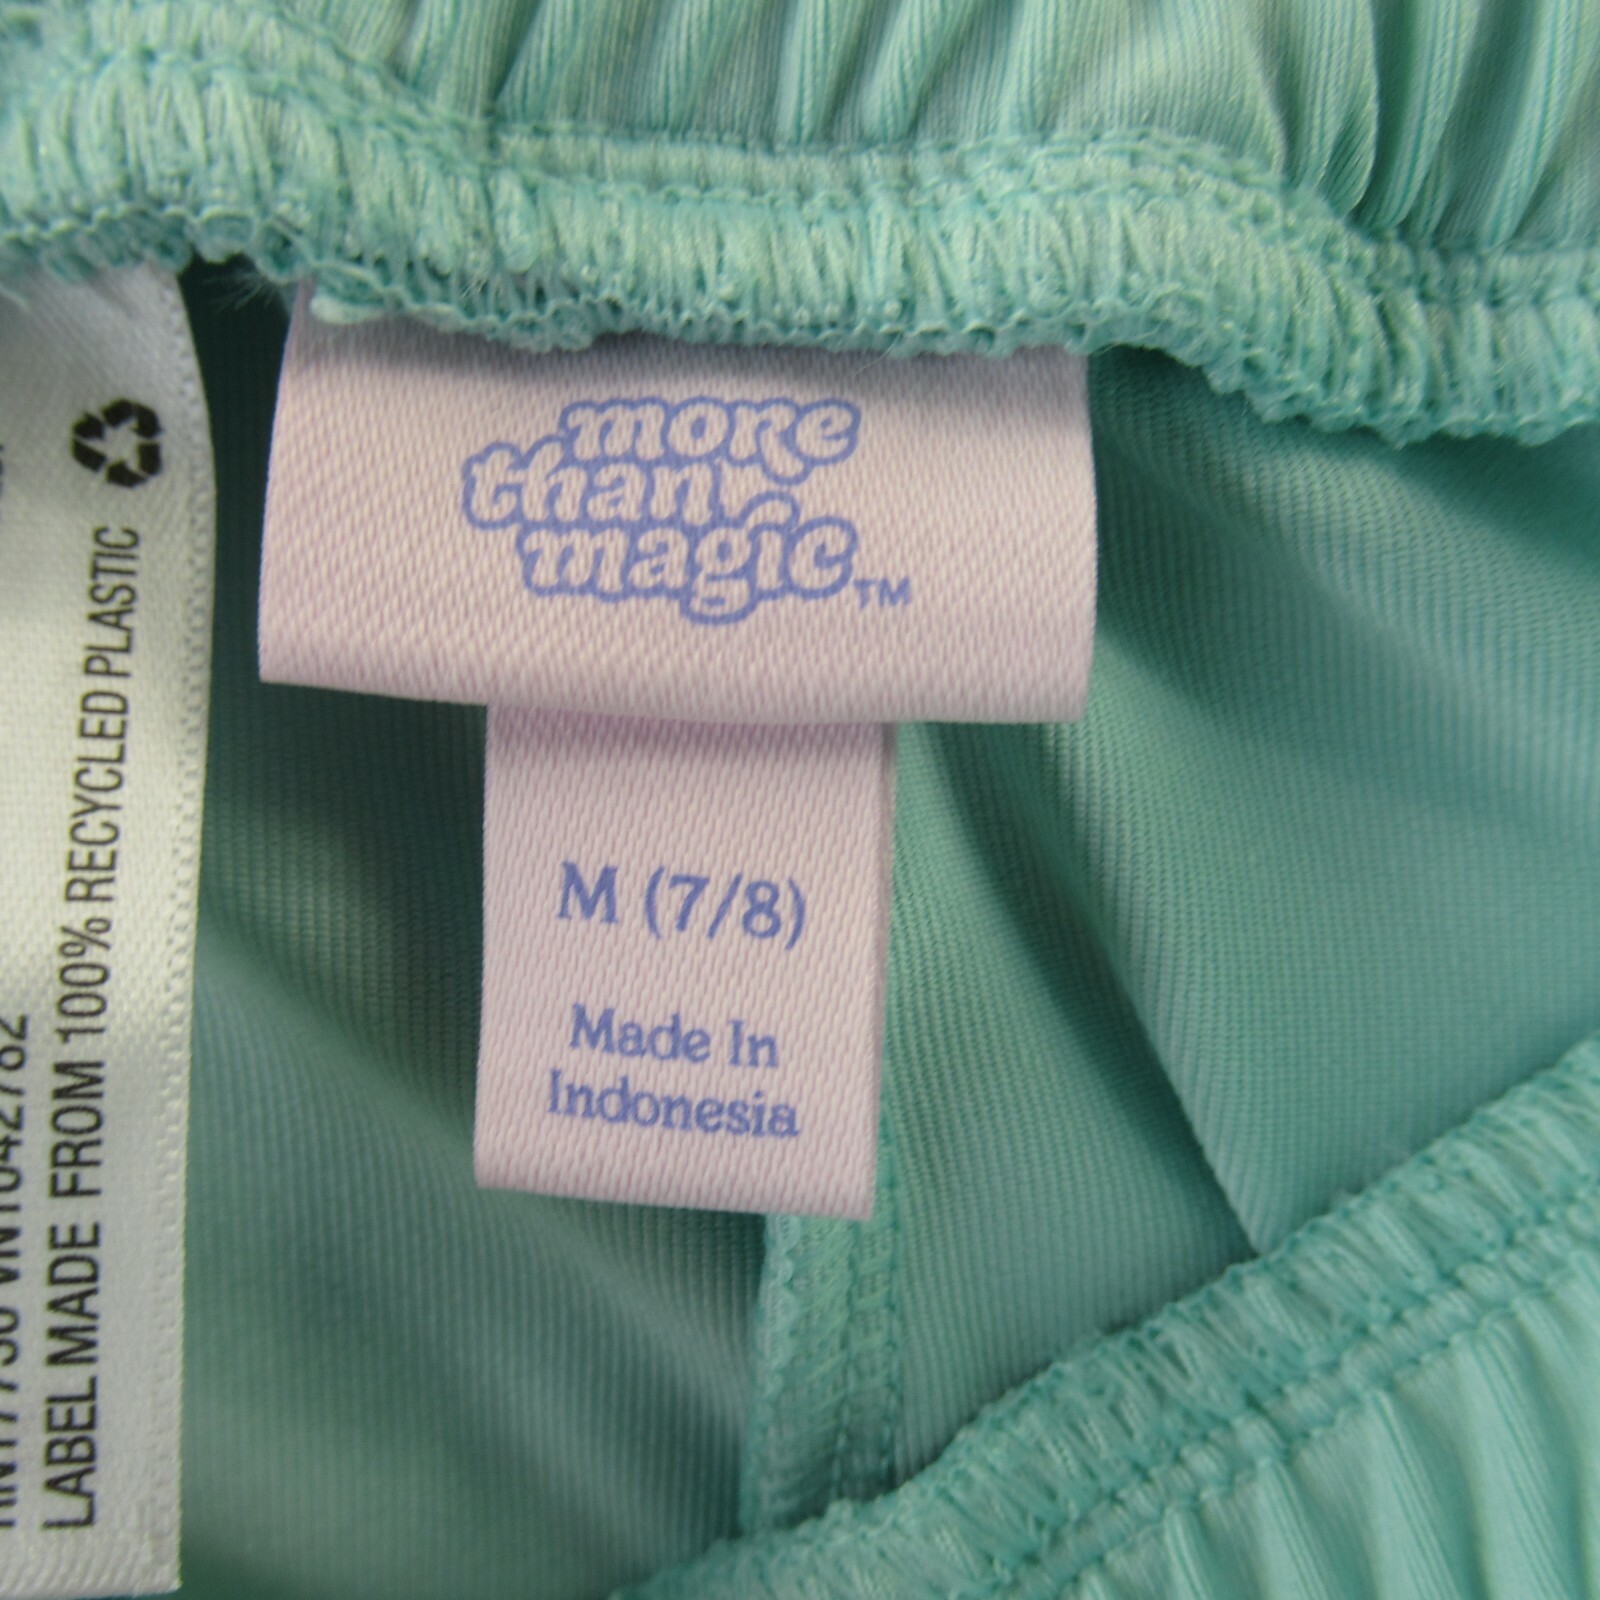 more
than
magic™
M (7/8)
Made In
Indonesia
LABEL MADE FROM 100% RECYCLED PLASTIC